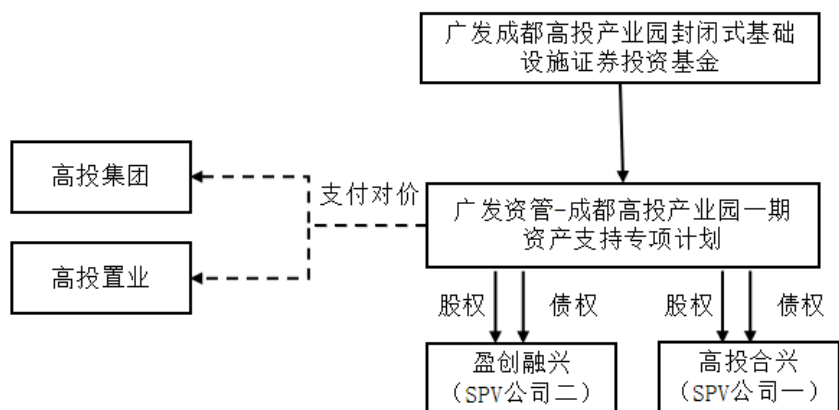 广发成都高投产业园封闭式基础
设施证券投资基金
高投集团
支付对价
广发资管-成都高投产业园一期
资产支持专项计划
高投置业
股权
债权
股权
债权
盈创融兴
（SPV公司二）
高投合兴
（SPV公司一）